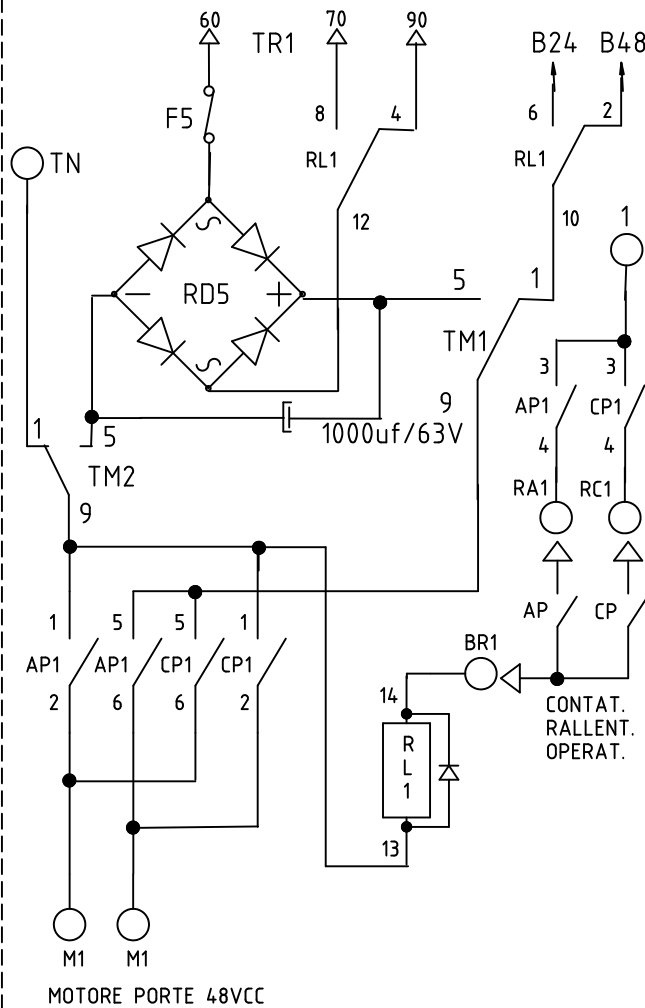 60
TR1
70
90
B24
B48
F5
8
4
6
2
TN
RL1
RL1
12
10
1
RD5
5
1
TM1
3
3
9
AP1
CP1
1000uf/63V
1
5
4
4
TM2
RA1
RC1
9
AP
CP
1
5
5
1
BR1
AP1
AP1
CP1
CP1
14
2
6
6
2
CONTAT.
RALLENT.
OPERAT.
R
L
1
13
M1
M1
MOTORE PORTE 48VCC